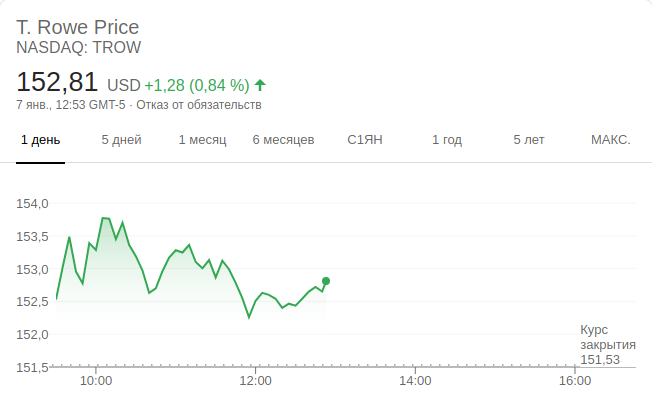 T. Rowe Price
NASDAQ: TROW
152,81 USD +1,28 (0,84 %)
7 янв., 12:53 GMT-5 · Отказ от обязательств
1 день 5 дней 1 месяц 6 месяцев С1ЯН 1 год 5 лет МАКС.
154,0
153,5
153,0
152,5
152,0
151,5
Курс
закрытия
151,53
10:00 12:00 14:00 16:00